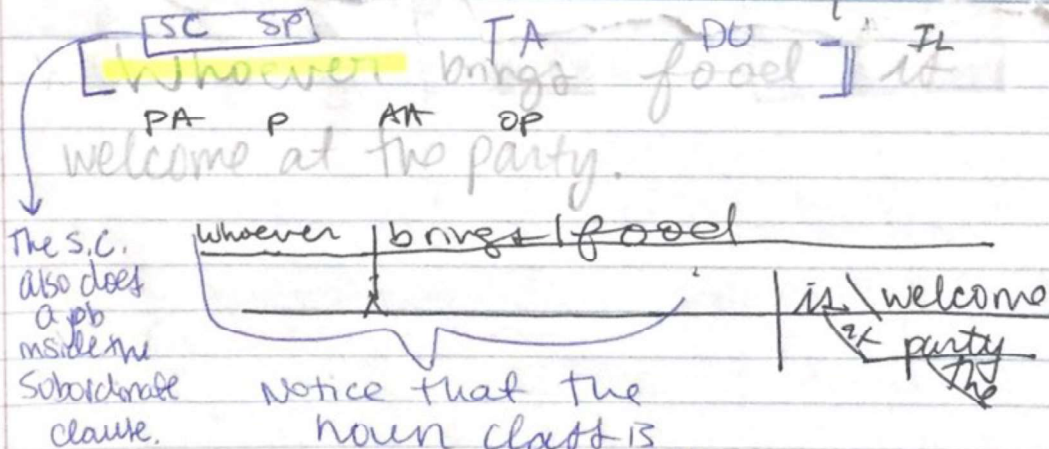 SC SP TA DO IL
[Whoever brings food] is
PA P AA OP
welcome at the party.
whoever | brings | food
is \ welcome
at party
the
The S.C.
also does
a job
inside the
Subordinate
clause.
Notice that the
noun clause is